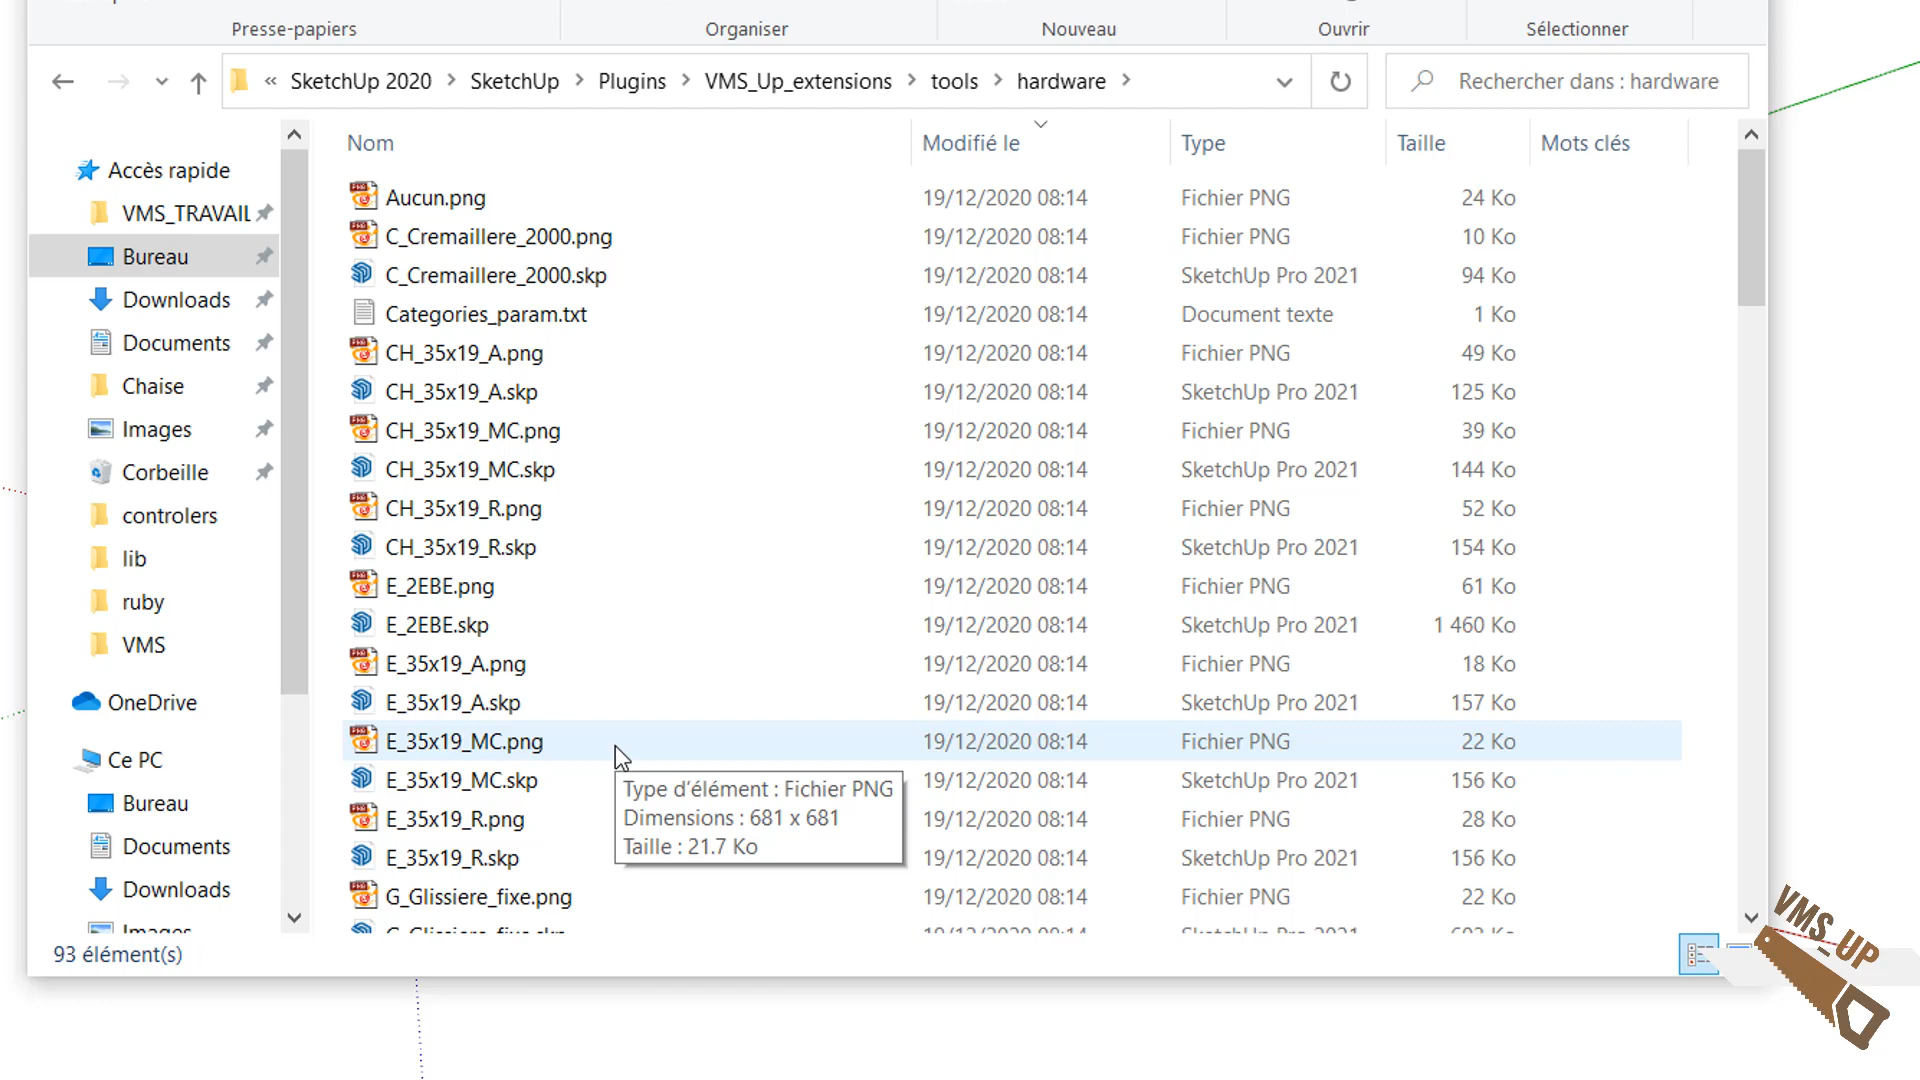 Presse-papiers Organiser Nouveau Ouvrir Sélectionner
« SketchUp 2020 > SketchUp > Plugins > VMS_Up_extensions > tools > hardware > Rechercher dans : hardware
Nom Modifié le Type Taille Mots clés
Accès rapide
VMS_TRAVAIL
Bureau
Downloads
Documents
Chaise
Images
Corbeille
controlers
lib
ruby
VMS
OneDrive
Ce PC
Bureau
Documents
Downloads
Images
Aucun.png 19/12/2020 08:14 Fichier PNG 24 Ko
C_Cremaillere_2000.png 19/12/2020 08:14 Fichier PNG 10 Ko
C_Cremaillere_2000.skp 19/12/2020 08:14 SketchUp Pro 2021 94 Ko
Categories_param.txt 19/12/2020 08:14 Document texte 1 Ko
CH_35x19_A.png 19/12/2020 08:14 Fichier PNG 49 Ko
CH_35x19_A.skp 19/12/2020 08:14 SketchUp Pro 2021 125 Ko
CH_35x19_MC.png 19/12/2020 08:14 Fichier PNG 39 Ko
CH_35x19_MC.skp 19/12/2020 08:14 SketchUp Pro 2021 144 Ko
CH_35x19_R.png 19/12/2020 08:14 Fichier PNG 52 Ko
CH_35x19_R.skp 19/12/2020 08:14 SketchUp Pro 2021 154 Ko
E_2EBE.png 19/12/2020 08:14 Fichier PNG 61 Ko
E_2EBE.skp 19/12/2020 08:14 SketchUp Pro 2021 1 460 Ko
E_35x19_A.png 19/12/2020 08:14 Fichier PNG 18 Ko
E_35x19_A.skp 19/12/2020 08:14 SketchUp Pro 2021 157 Ko
E_35x19_MC.png 19/12/2020 08:14 Fichier PNG 22 Ko
E_35x19_MC.skp 19/12/2020 08:14 SketchUp Pro 2021 156 Ko
E_35x19_R.png 19/12/2020 08:14 Fichier PNG 28 Ko
E_35x19_R.skp 19/12/2020 08:14 SketchUp Pro 2021 156 Ko
G_Glissiere_fixe.png 19/12/2020 08:14 Fichier PNG 22 Ko
Type d'élément : Fichier PNG
Dimensions : 681 x 681
Taille : 21.7 Ko
93 élément(s)
VMS_UP